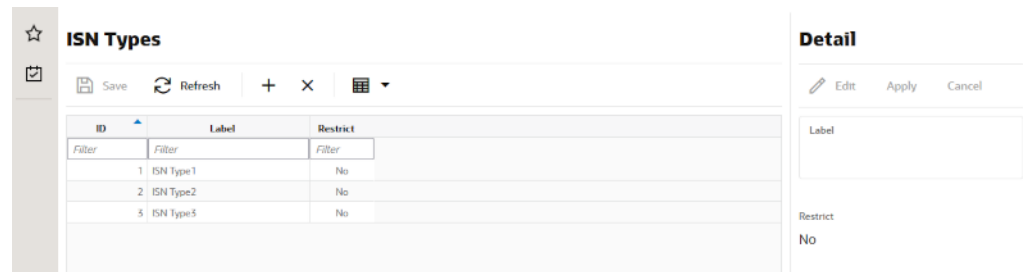 ISN Types
Save Refresh
ID Label Restrict
Filter Filter Filter
1 ISN Type1 No
2 ISN Type2 No
3 ISN Type3 No
Detail
Edit Apply Cancel
Label
Restrict
No